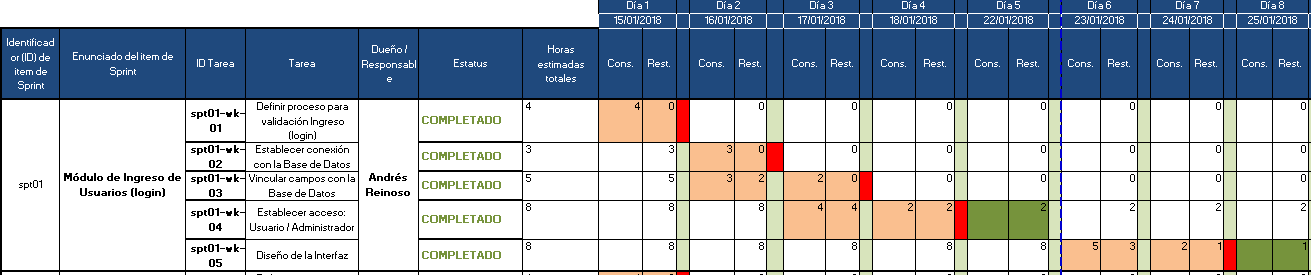 Día 1 Día 2 Día 3 Día 4 Día 5 Día 6 Día 7 Día 8
15/01/2018 16/01/2018 17/01/2018 18/01/2018 22/01/2018 23/01/2018 24/01/2018 25/01/2018
Identificad
or (ID) de
item de
Sprint
Enunciado del item de
Sprint
ID Tarea
Tarea
Dueño /
Responsabl
e
Estatus
Horas
estimadas
totales
Cons. Rest. Cons. Rest. Cons. Rest. Cons. Rest. Cons. Rest. Cons. Rest. Cons. Rest. Cons. Rest.
spt01
Módulo de Ingreso de
Usuarios (login)
spt01-wk-
01
Definir proceso para
validación Ingreso
(login)
Andrés
Reinoso
COMPLETADO
4 4 0 0 0 0 0 0 0 0
spt01-wk-
02
Establecer conexión
con la Base de Datos
COMPLETADO
3 3 3 0 0 0 0 0 0 0
spt01-wk-
03
Vincular campos con la
Base de Datos
COMPLETADO
5 5 3 2 2 0 0 0 0 0 0
spt01-wk-
04
Establecer acceso:
Usuario / Administrador
COMPLETADO
8 8 8 4 4 2 2 2 2 2 2
spt01-wk-
05
Diseño de la Interfaz
COMPLETADO
8 8 8 8 8 8 5 3 2 1 1